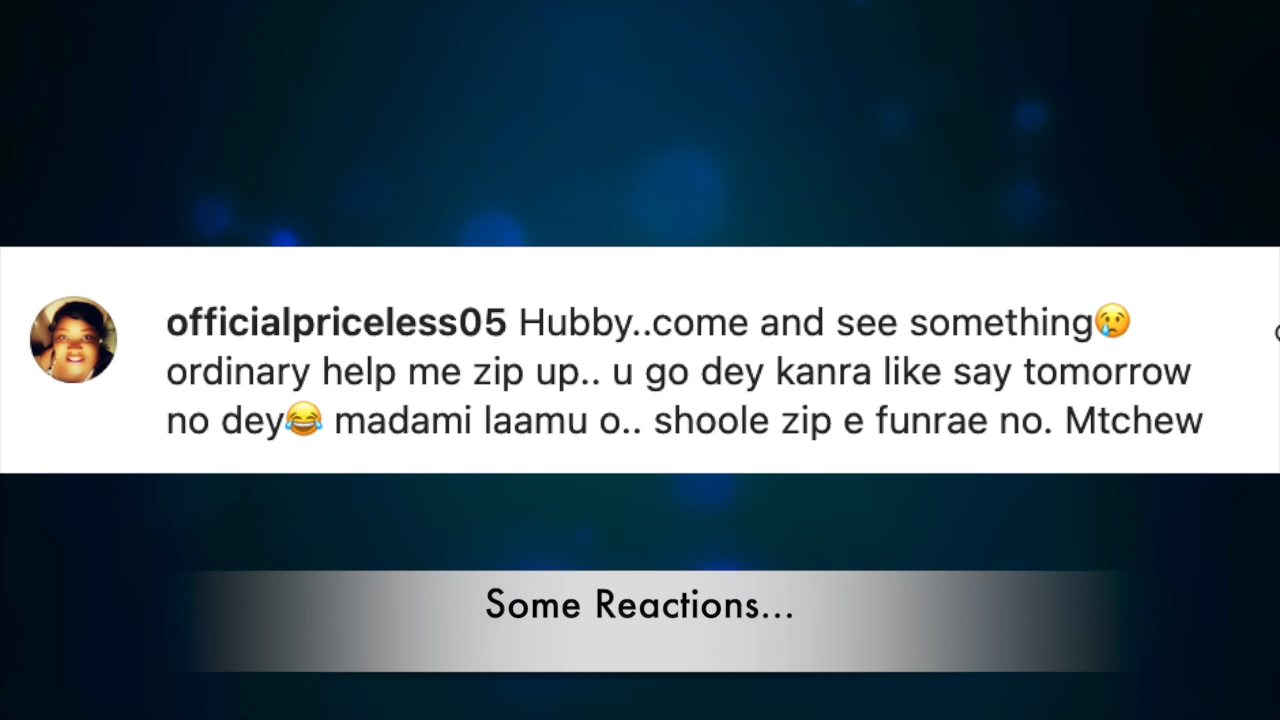 officialpriceless05 Hubby..come and see something😢
ordinary help me zip up.. u go dey kanra like say tomorrow
no dey😂 madami laamu o.. shoole zip e funrae no. Mtchew
Some Reactions...